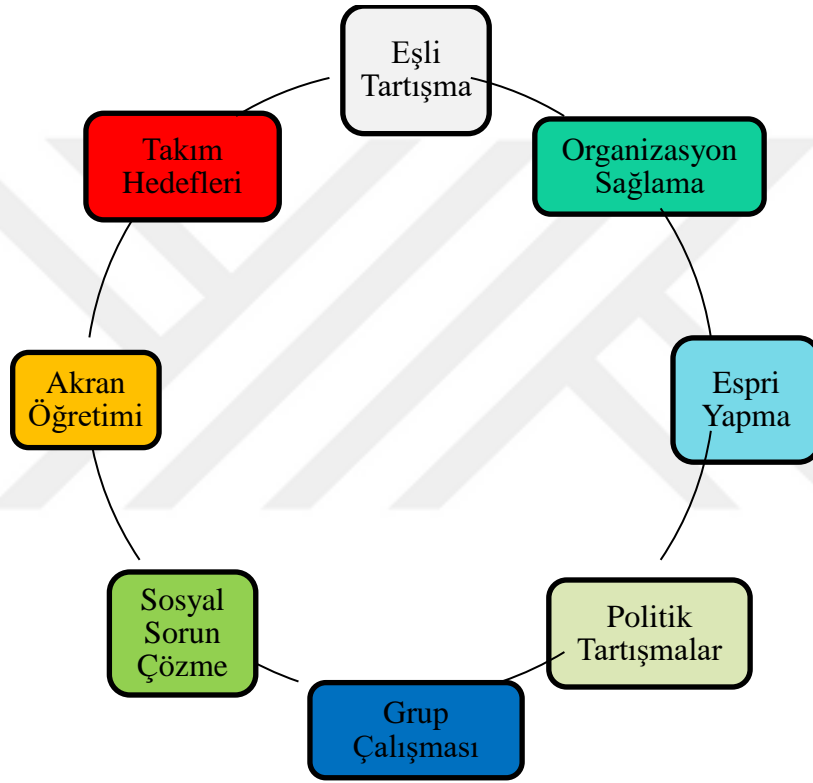 Eşli
Tartışma
Organizasyon
Sağlama
Espri
Yapma
Politik
Tartışmalar
Grup
Çalışması
Sosyal
Sorun
Çözme
Akran
Öğretimi
Takım
Hedefleri